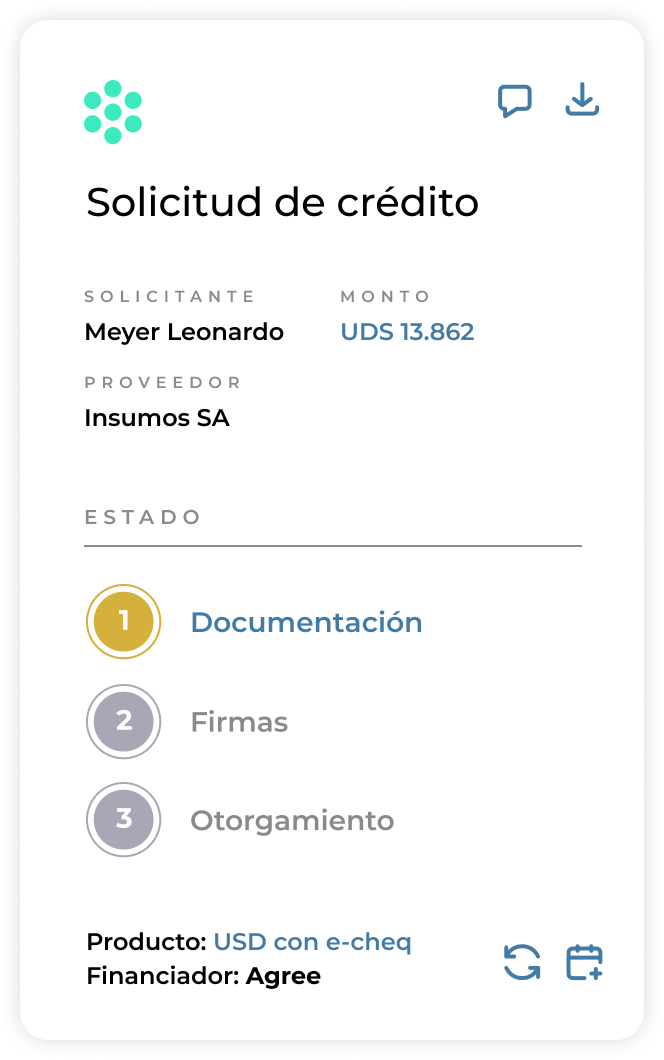 Solicitud de crédito
SOLICITANTE MONTO
Meyer Leonardo UDS 13.862
PROVEEDOR
Insumos SA
ESTADO
1 Documentación
2 Firmas
3 Otorgamiento
Producto: USD con e-cheq
Financiador: Agree